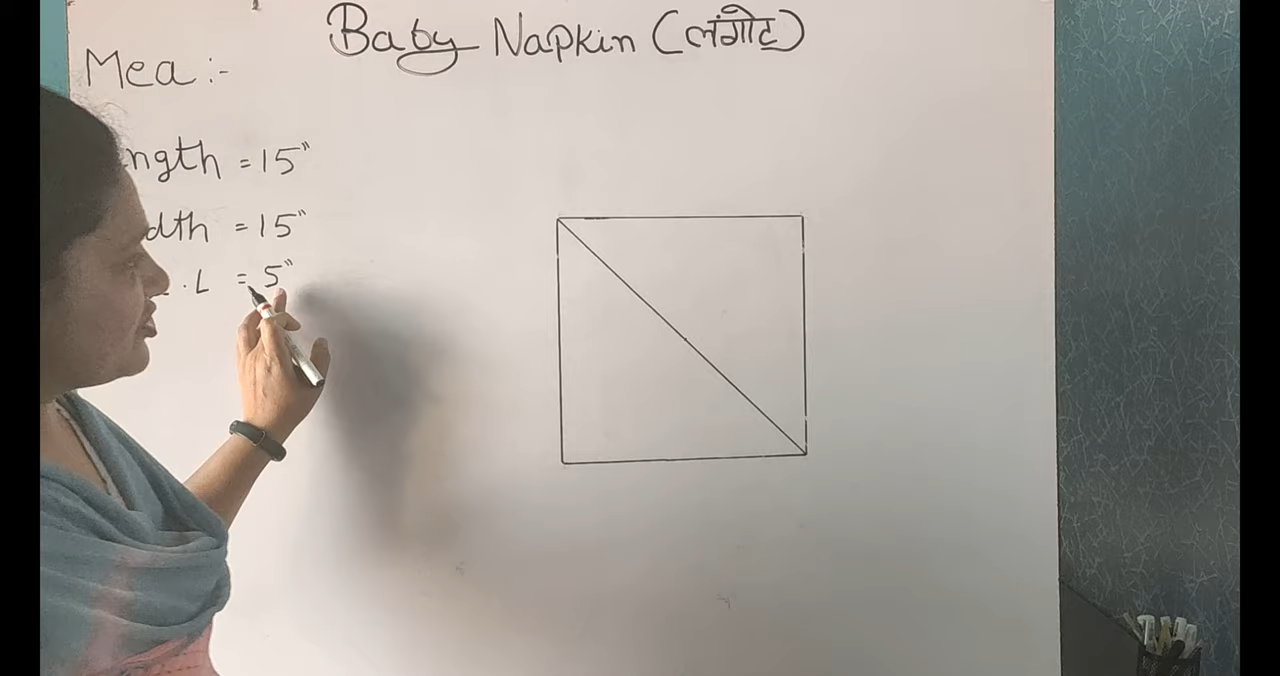 Baby Napkin (लंगोट)
Mea :-
ngth = 15"
dth = 15"
. L = 5"